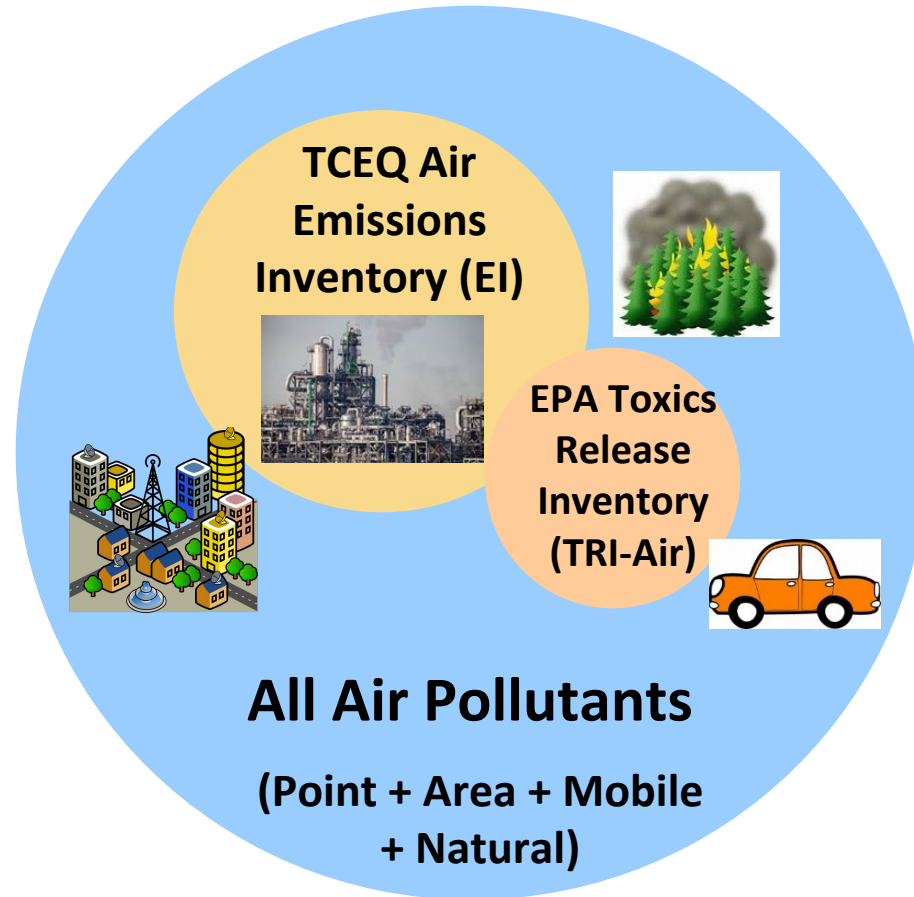 TCEQ Air
Emissions
Inventory (EI)
EPA Toxics
Release
Inventory
(TRI-Air)
All Air Pollutants
(Point + Area + Mobile
+ Natural)